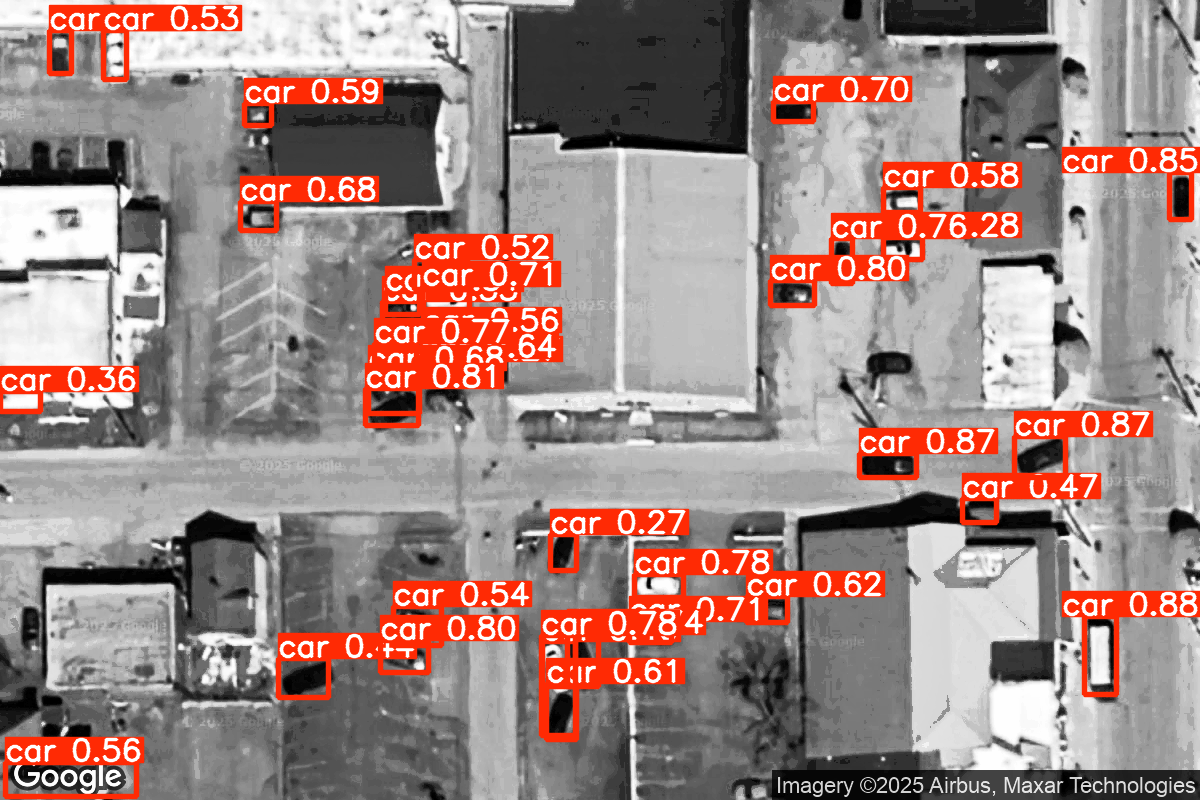 car
car 0.53
car 0.59
car 0.70
car 0.85
car 0.68
car 0.58
car 0.76
.28
car 0.52
car 0.71
car 0.80
.56
car 0.77
.64
car 0.68
car 0.81
car 0.36
car 0.87
car 0.87
car 0.47
car 0.27
car 0.78
car 0.62
car 0.54
0.71
car 0.78
car 0.88
car 0.80
car 0.44
car 0.61
car 0.56
© 2025 Google
Google
Imagery ©2025 Airbus, Maxar Technologies